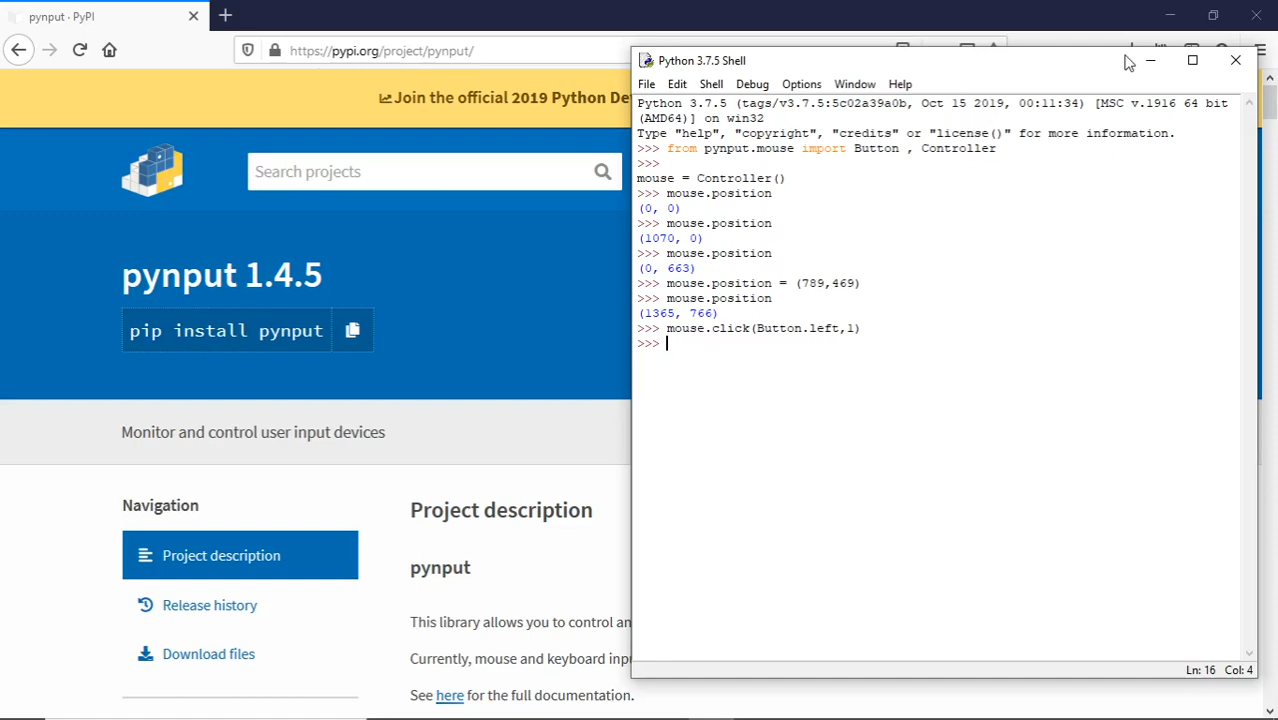 pynput · PyPI
https://pypi.org/project/pynput/
Join the official 2019 Python De
Search projects
pynput 1.4.5
pip install pynput
Monitor and control user input devices
Navigation
Project description
Release history
Download files
Project description
pynput
This library allows you to control an
Currently, mouse and keyboard inp
See here for the full documentation.
Python 3.7.5 Shell
File Edit Shell Debug Options Window Help
Python 3.7.5 (tags/v3.7.5:5c02a39a0b, Oct 15 2019, 00:11:34) [MSC v.1916 64 bit
(AMD64)] on win32
Type "help", "copyright", "credits" or "license()" for more information.
>>> from pynput.mouse import Button , Controller
>>>
mouse = Controller()
>>> mouse.position
(0, 0)
>>> mouse.position
(1070, 0)
>>> mouse.position
(0, 663)
>>> mouse.position = (789,469)
>>> mouse.position
(1365, 766)
>>> mouse.click(Button.left,1)
>>>
Ln: 16 Col: 4